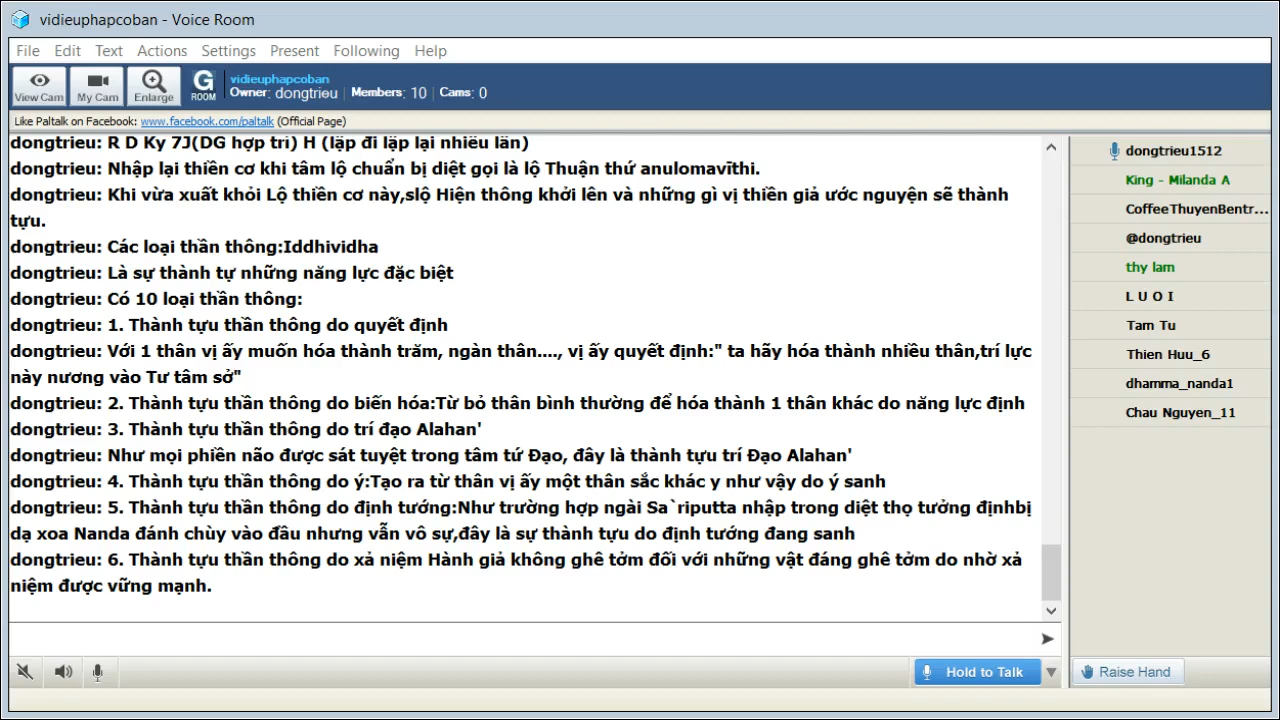 vidieuphapcoban - Voice Room
File Edit Text Actions Settings Present Following Help
View Cam My Cam Enlarge G ROOM vidieuphapcoban
Owner: dongtrieu Members: 10 Cams: 0
Like Paltalk on Facebook: www.facebook.com/paltalk (Official Page)
dongtrieu: R D Ky 7J(DG hợp trí) H (lặp đi lặp lại nhiều lần)
dongtrieu: Nhập lại thiền cơ khi tâm lộ chuẩn bị diệt gọi là lộ Thuận thứ anulomavīthi.
dongtrieu: Khi vừa xuất khỏi Lộ thiền cơ này,slộ Hiện thông khởi lên và những gì vị thiền giả ước nguyện sẽ thành
tựu.
dongtrieu: Các loại thần thông:Iddhividha
dongtrieu: Là sự thành tự những năng lực đặc biệt
dongtrieu: Có 10 loại thần thông:
dongtrieu: 1. Thành tựu thần thông do quyết định
dongtrieu: Với 1 thân vị ấy muốn hóa thành trăm, ngàn thân...., vị ấy quyết định:" ta hãy hóa thành nhiều thân,trí lực
này nương vào Tư tâm sở"
dongtrieu: 2. Thành tựu thần thông do biến hóa:Từ bỏ thân bình thường để hóa thành 1 thân khác do năng lực định
dongtrieu: 3. Thành tựu thần thông do trí đạo Alahan'
dongtrieu: Như mọi phiền não được sát tuyệt trong tâm tứ Đạo, đây là thành tựu trí Đạo Alahan'
dongtrieu: 4. Thành tựu thần thông do ý:Tạo ra từ thân vị ấy một thân sắc khác y như vậy do ý sanh
dongtrieu: 5. Thành tựu thần thông do định tướng:Như trường hợp ngài Sa`riputta nhập trong diệt thọ tưởng địnhbị
dạ xoa Nanda đánh chùy vào đầu nhưng vẫn vô sự,đây là sự thành tựu do định tướng đang sanh
dongtrieu: 6. Thành tựu thần thông do xả niệm Hành giả không ghê tởm đối với những vật đáng ghê tởm do nhờ xả
niệm được vững mạnh.
dongtrieu1512
King - Milanda A
CoffeeThuyenBentr...
@dongtrieu
thy lam
L U O I
Tam Tu
Thien Huu_6
dhamma_nanda1
Chau Nguyen_11
Hold to Talk
Raise Hand